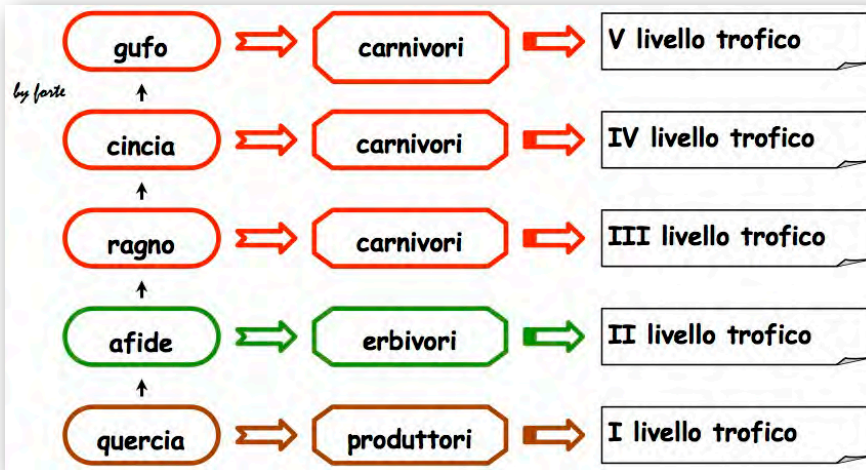 gufo carnivori V livello trofico
by forte
cincia carnivori IV livello trofico
ragno carnivori III livello trofico
afide erbivori II livello trofico
quercia produttori I livello trofico